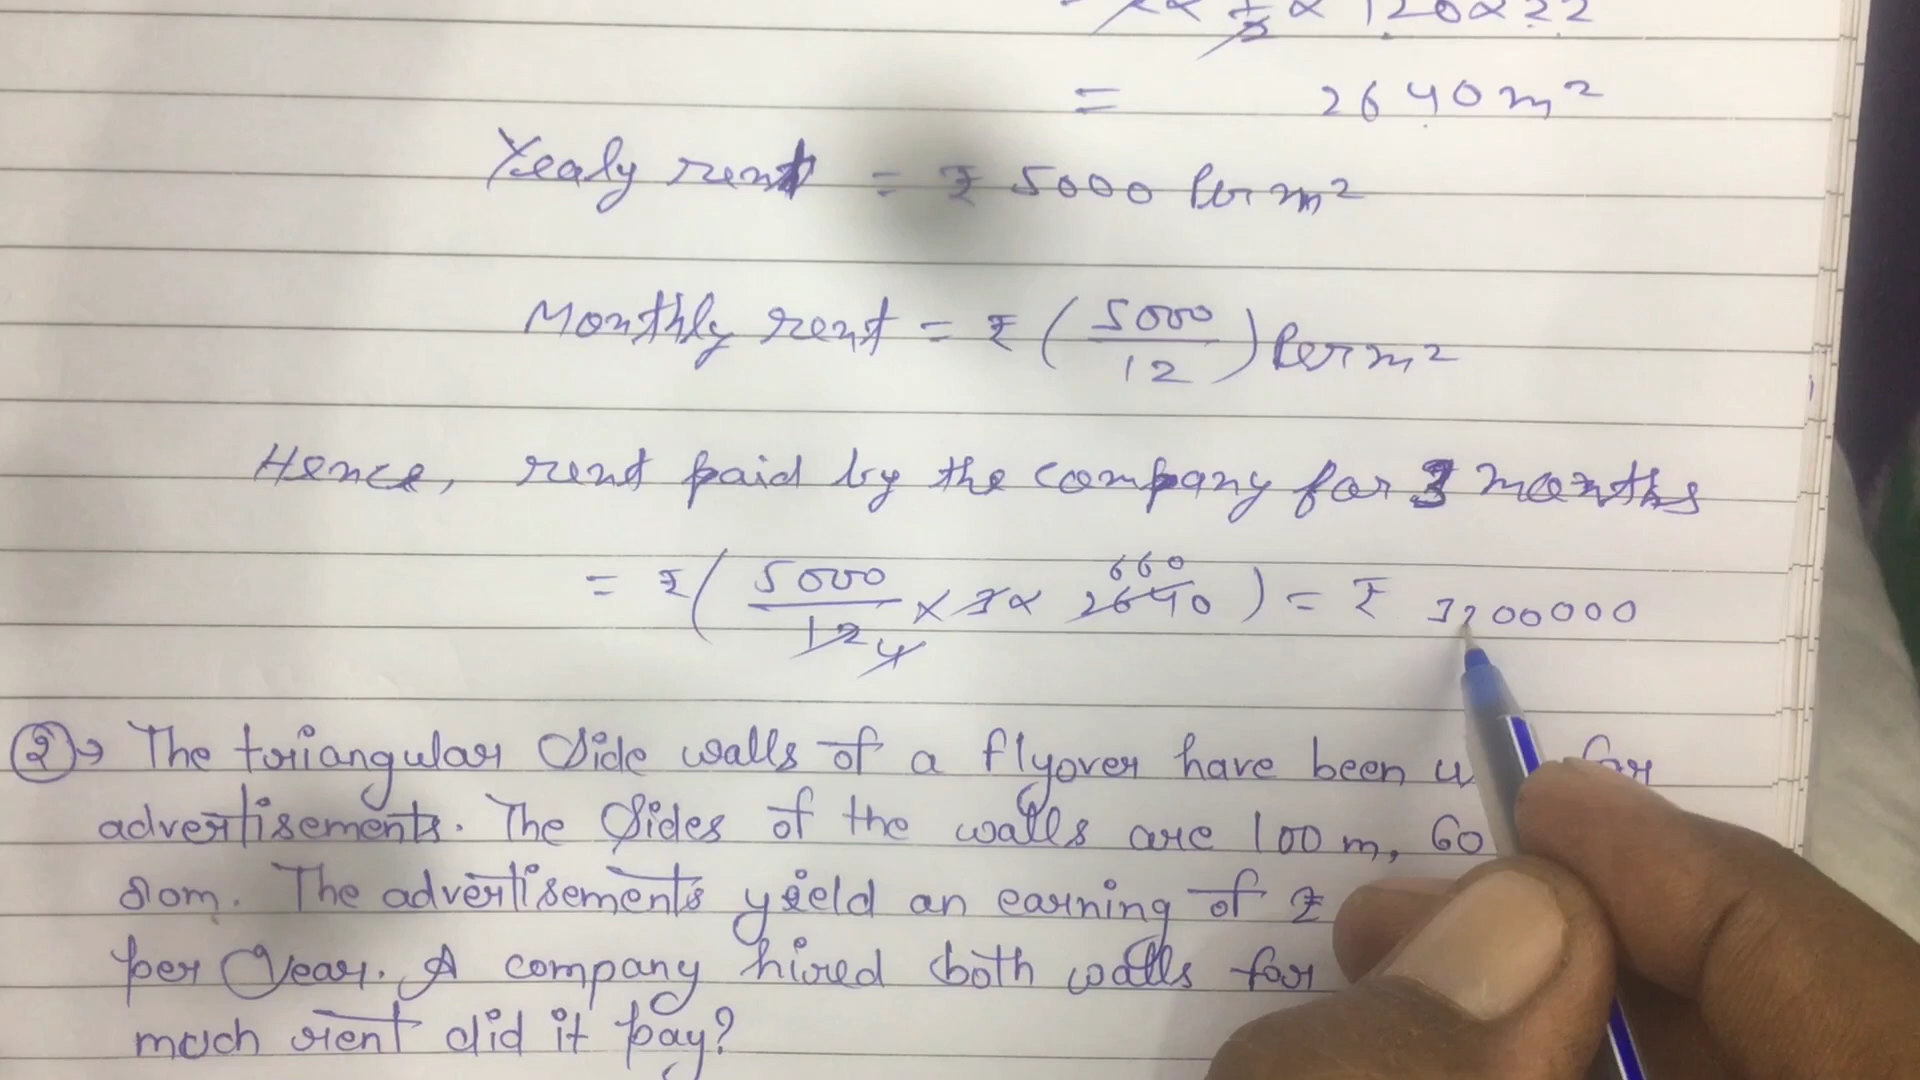 = 2640 m²
Yealy rent = ₹ 5000 Per m²
Monthly rent = ₹ (5000/12) Per m²
Hence, rent paid by the company for 3 months
= ₹(5000/12 4 × 3 × 2640 660) = ₹ 3300000
②→ The triangular side walls of a flyover have been for
advertisements. The sides of the walls are 100 m, 60
The advertisements yield an earning of ₹
per year. A company hired both walls for
much rent did it pay?